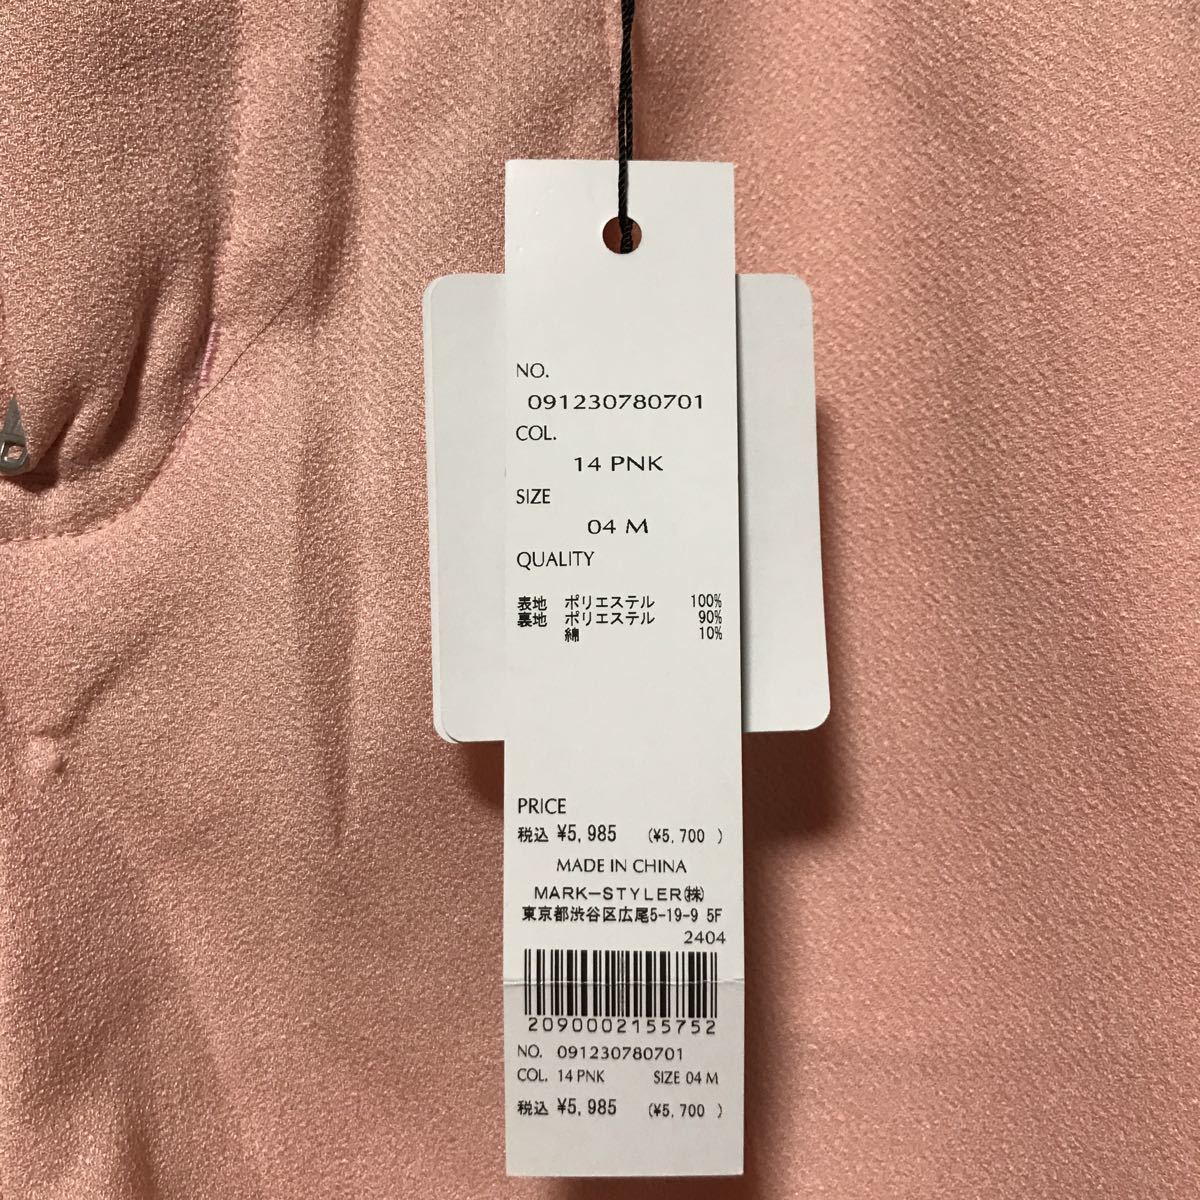 NO.
091230780701
COL.
14 PNK
SIZE
04 M
QUALITY
表地 ポリエステル 100%
裏地 ポリエステル 90%
綿 10%
PRICE
税込 ¥5,985 (¥5,700 )
MADE IN CHINA
MARK-STYLER㈱
東京都渋谷区広尾5-19-9 5F
2404
2090002155752
NO. 091230780701
COL. 14 PNK SIZE 04 M
税込 ¥5,985 (¥5,700 )